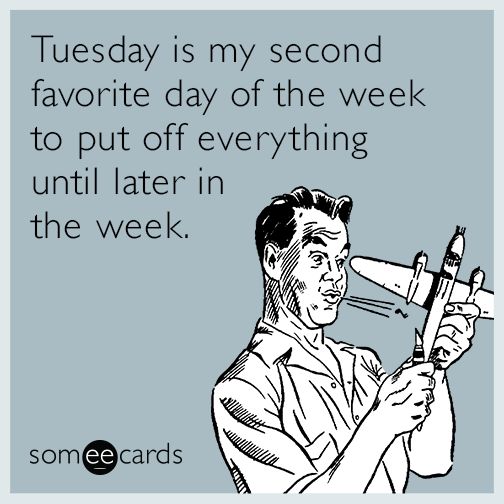 Tuesday is my second
favorite day of the week
to put off everything
until later in
the week.
someecards